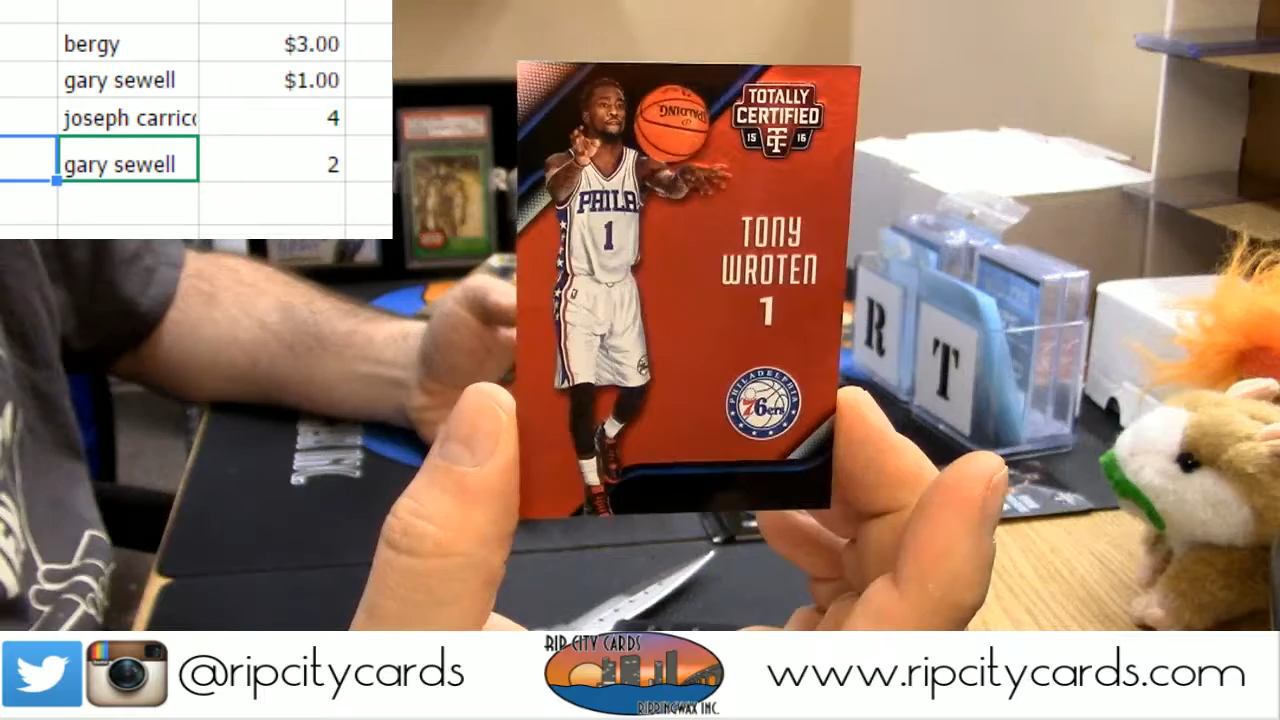 bergy $3.00
gary sewell $1.00
joseph carrico 4
gary sewell 2
SPALDING
TOTALLY
CERTIFIED
15 16
PHILA
1
TONY
WROTEN
1
PHILADELPHIA
76ers
R T
@ripcitycards
RIP CITY CARDS
RIPPINGWAX INC.
www.ripcitycards.com